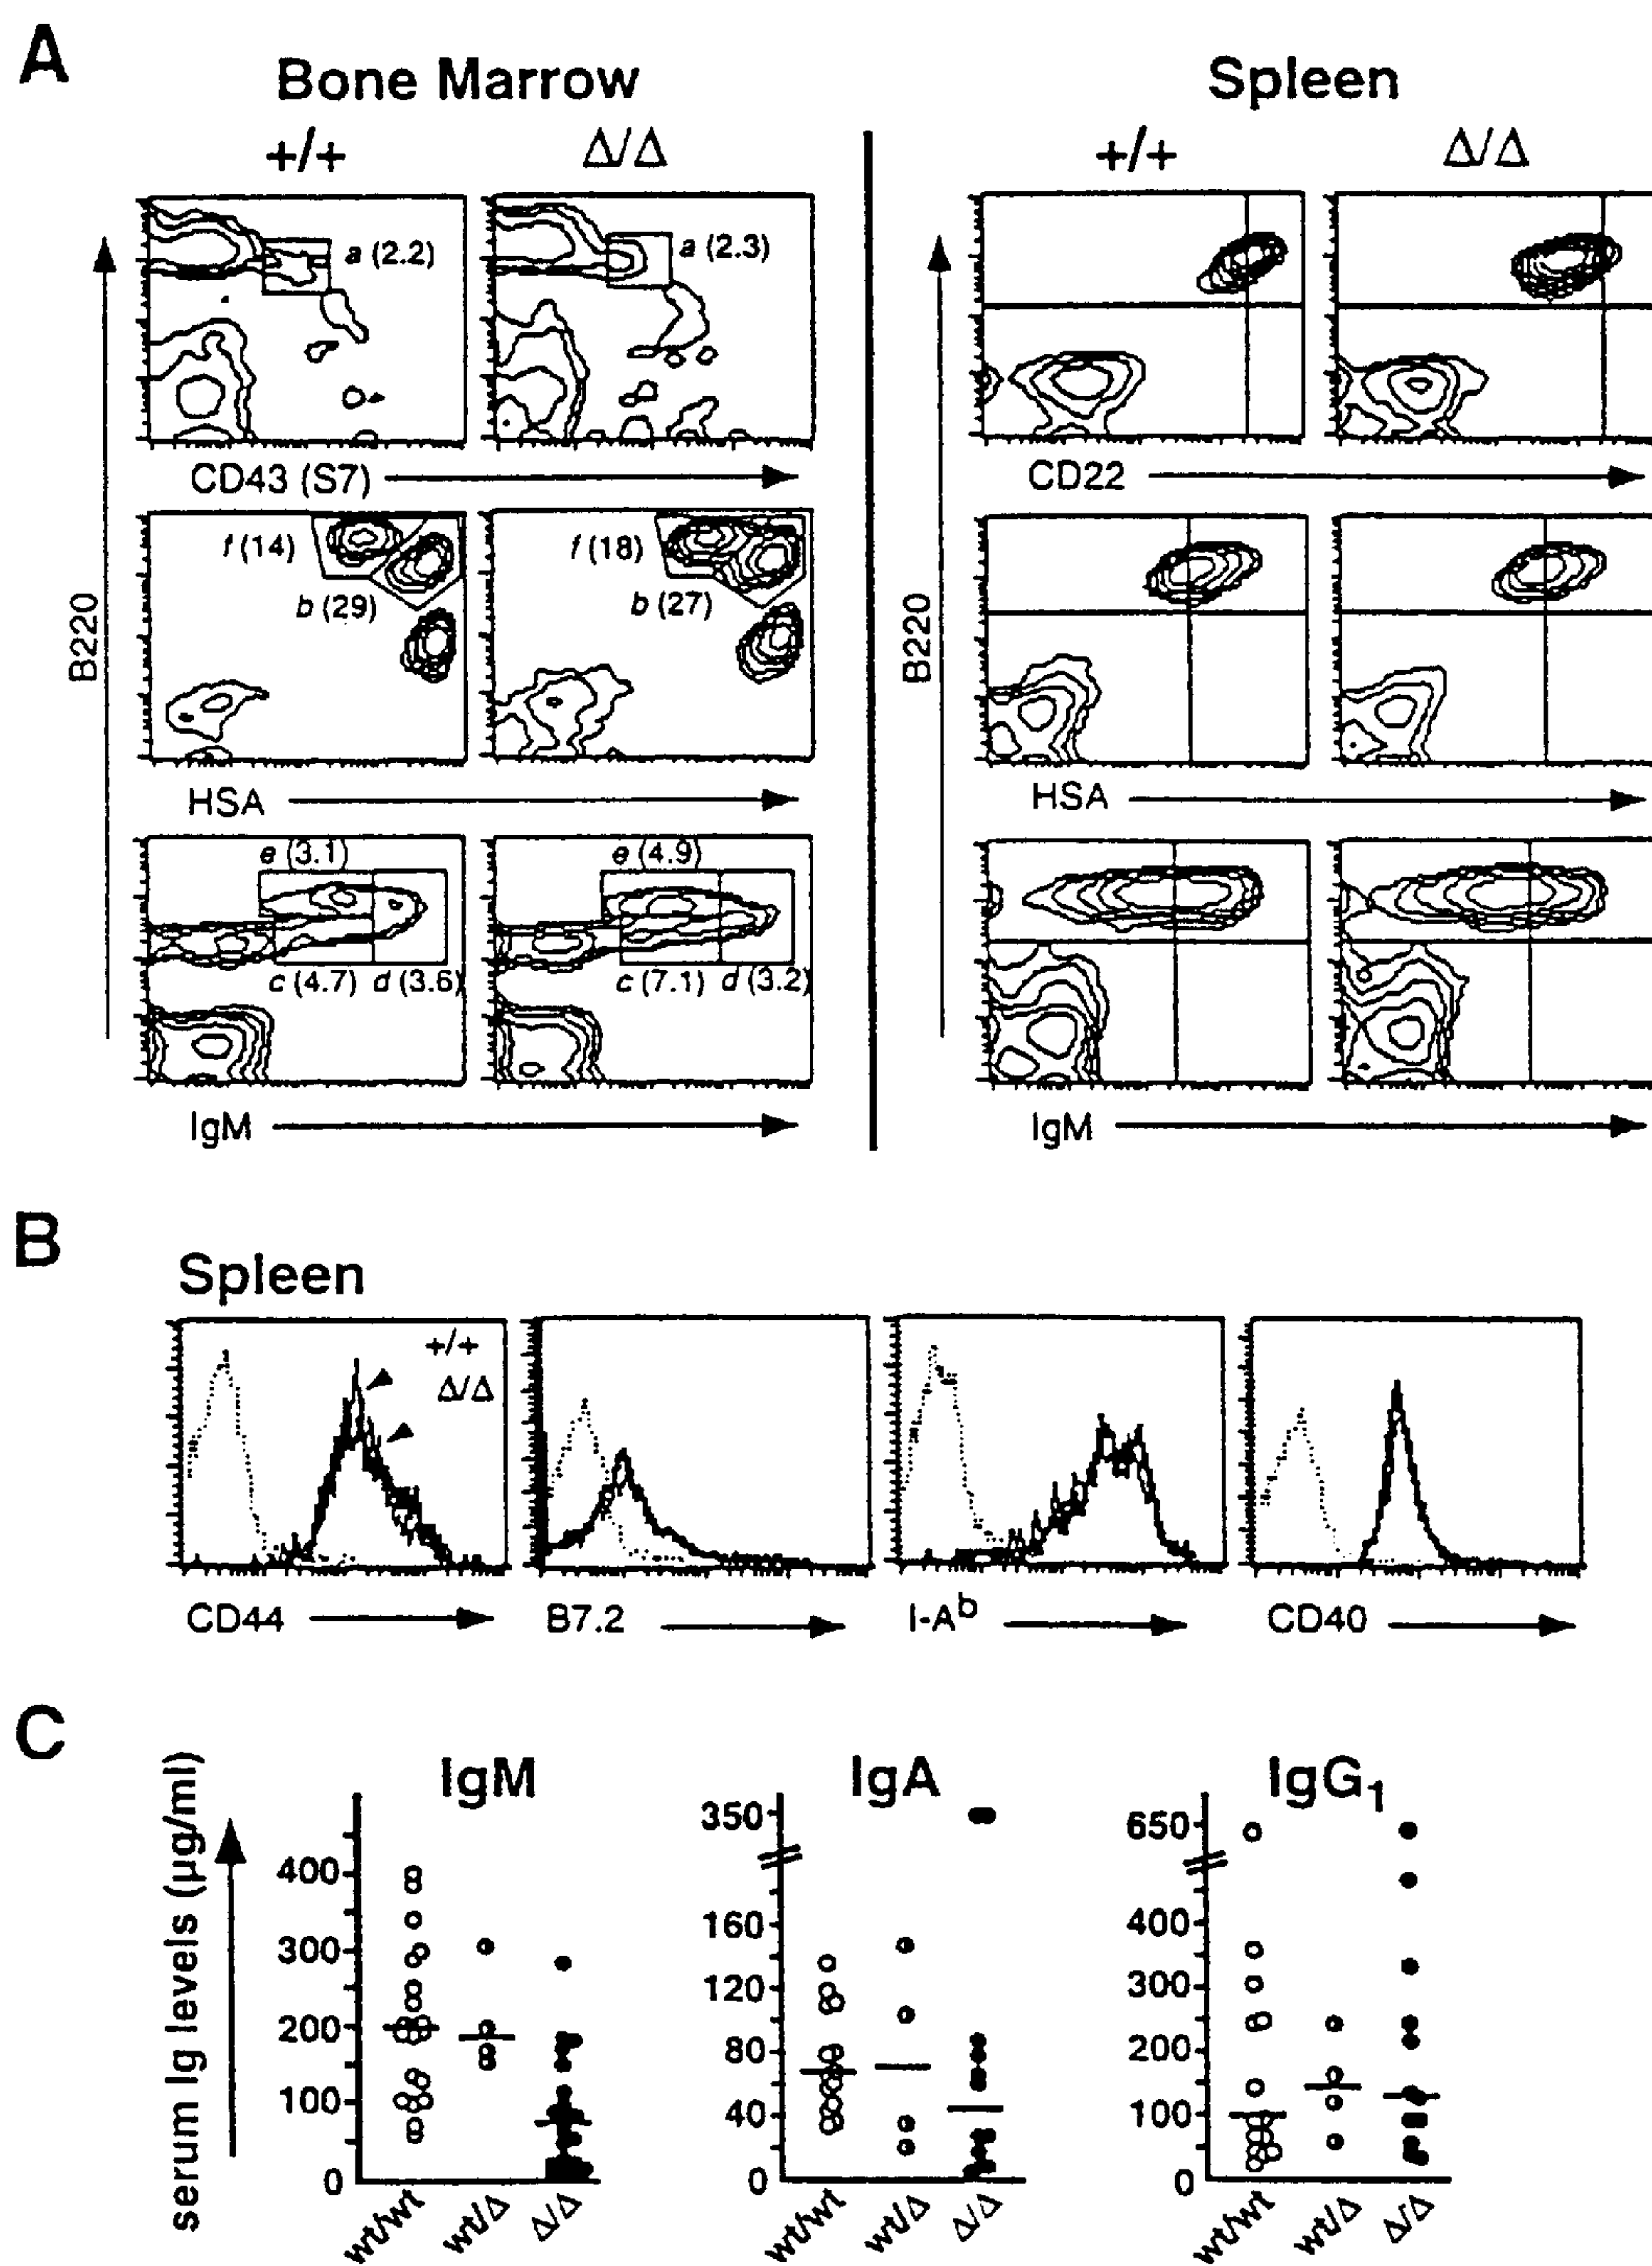 A
Bone Marrow
Spleen
+/+
Δ/Δ
+/+
Δ/Δ
a (2.2)
a (2.3)
CD43 (S7)
CD22
f (14)
b (29)
f (18)
b (27)
B220
B220
HSA
HSA
e (3.1)
c (4.7) d (3.6)
e (4.9)
c (7.1) d (3.2)
IgM
IgM
B
Spleen
+/+
Δ/Δ
CD44
B7.2
I-Aᵇ
CD40
C
serum Ig levels (µg/ml)
IgM
400
300
200
100
0
wt/wt
wt/Δ
Δ/Δ
IgA
350
160
120
80
40
0
wt/wt
wt/Δ
Δ/Δ
IgG₁
650
400
300
200
100
0
wt/wt
wt/Δ
Δ/Δ